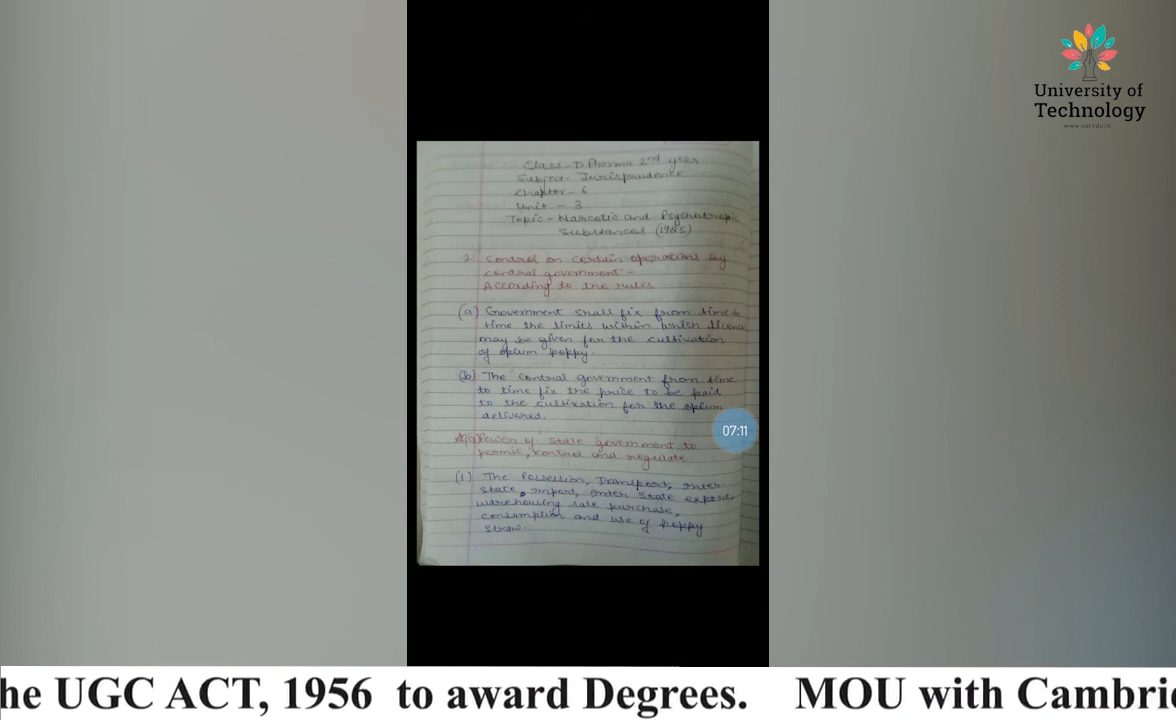 University of
Technology
www.uot.edu.in
Class - D Pharma 2nd year
Subject - Jurisprudence
Chapter - 6
Unit - 3
Topic - Narcotic and Psychotropic
Substances (1985)
2. Control on certain operations by
central government :-
According to the rules
(a) Government shall fix from time to
time the limits within which licence
may be given for the cultivation
of opium poppy.
(b) The central government from time
to time fix the price to be paid
to the cultivation for the opium
delivered.
Power of state government to
permit, control and regulate
(1) The Possession, Transport, inter
state import, inter state export,
warehousing sale purchase,
consumption and use of poppy
straw.
07:11
he UGC ACT, 1956 to award Degrees. MOU with Cambri